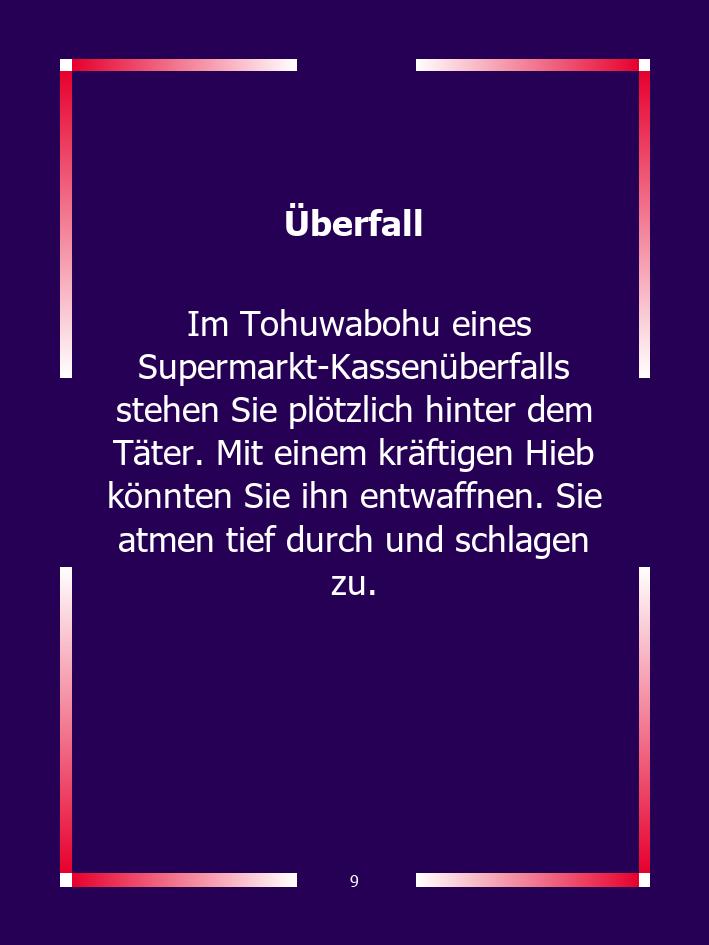 Überfall
Im Tohuwabohu eines
Supermarkt-Kassenüberfalls
stehen Sie plötzlich hinter dem
Täter. Mit einem kräftigen Hieb
könnten Sie ihn entwaffnen. Sie
atmen tief durch und schlagen
zu.
9